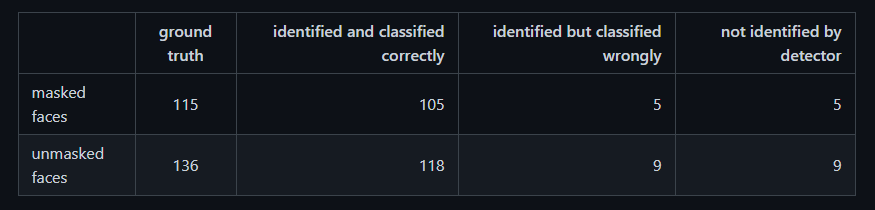 ground truth identified and classified correctly identified but classified wrongly not identified by detector
masked faces 115 105 5 5
unmasked faces 136 118 9 9